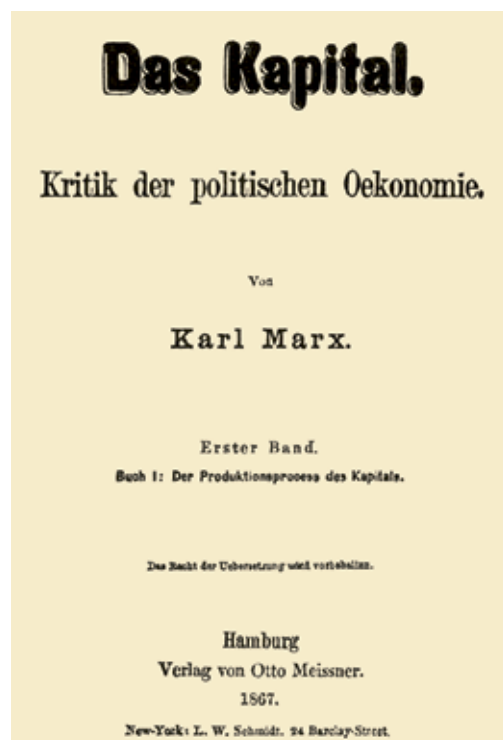 Das Kapital.
Kritik der politischen Oekonomie.
Von
Karl Marx.
Erster Band.
Buch I: Der Produktionsprocess des Kapitals.
Das Recht der Uebersetzung wird vorbehalten.
Hamburg
Verlag von Otto Meissner.
1867.
New-York: L. W. Schmidt. 24 Barclay-Street.